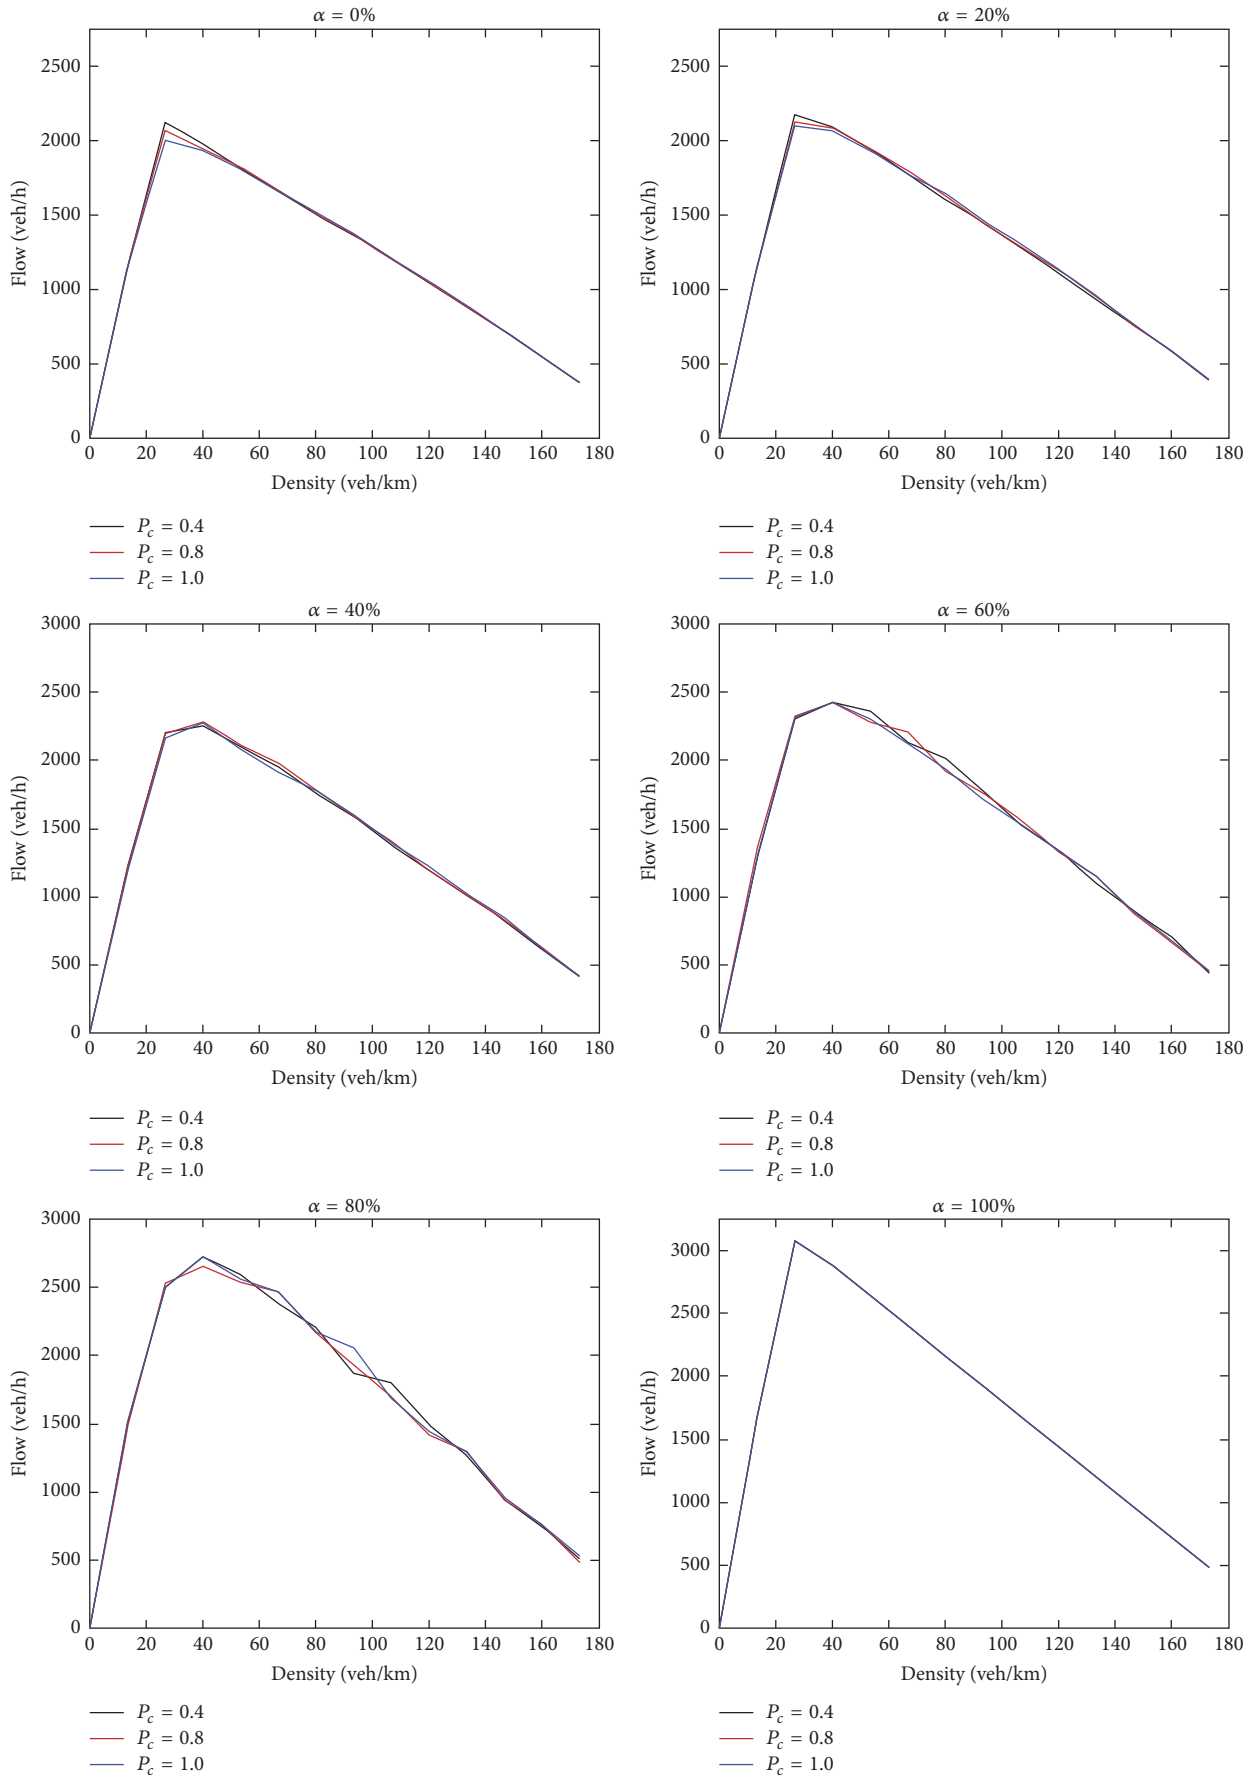 α = 0%
2500
2000
1500
1000
500
0
Flow (veh/h)
0 20 40 60 80 100 120 140 160 180
Density (veh/km)
P_c = 0.4
P_c = 0.8
P_c = 1.0
α = 20%
2500
2000
1500
1000
500
0
Flow (veh/h)
0 20 40 60 80 100 120 140 160 180
Density (veh/km)
P_c = 0.4
P_c = 0.8
P_c = 1.0
α = 40%
3000
2500
2000
1500
1000
500
0
Flow (veh/h)
0 20 40 60 80 100 120 140 160 180
Density (veh/km)
P_c = 0.4
P_c = 0.8
P_c = 1.0
α = 60%
3000
2500
2000
1500
1000
500
0
Flow (veh/h)
0 20 40 60 80 100 120 140 160 180
Density (veh/km)
P_c = 0.4
P_c = 0.8
P_c = 1.0
α = 80%
3000
2500
2000
1500
1000
500
0
Flow (veh/h)
0 20 40 60 80 100 120 140 160 180
Density (veh/km)
P_c = 0.4
P_c = 0.8
P_c = 1.0
α = 100%
3000
2500
2000
1500
1000
500
0
Flow (veh/h)
0 20 40 60 80 100 120 140 160 180
Density (veh/km)
P_c = 0.4
P_c = 0.8
P_c = 1.0